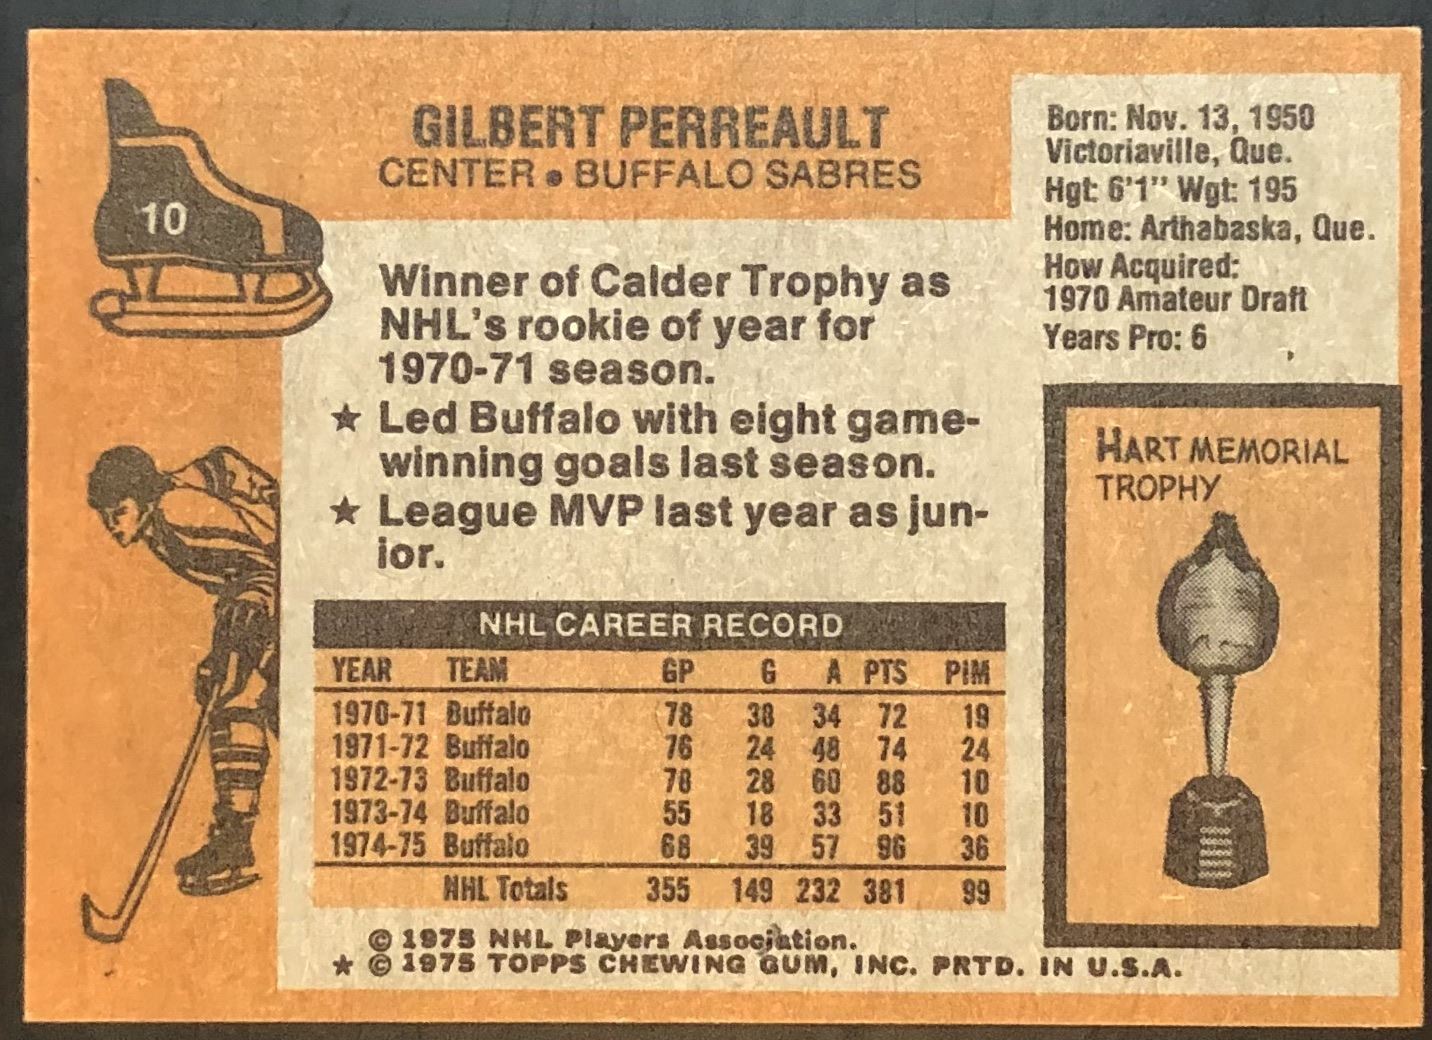 10
GILBERT PERREAULT
CENTER • BUFFALO SABRES
Born: Nov. 13, 1950
Victoriaville, Que.
Hgt: 6'1" Wgt: 195
Home: Arthabaska, Que.
How Acquired:
1970 Amateur Draft
Years Pro: 6
Winner of Calder Trophy as
NHL's rookie of year for
1970-71 season.
★ Led Buffalo with eight game-
winning goals last season.
★ League MVP last year as jun-
ior.
HART MEMORIAL
TROPHY
NHL CAREER RECORD
YEAR TEAM GP G A PTS PIM
1970-71 Buffalo 78 38 34 72 19
1971-72 Buffalo 76 24 48 74 24
1972-73 Buffalo 78 28 60 88 10
1973-74 Buffalo 55 18 33 51 10
1974-75 Buffalo 68 39 57 96 36
NHL Totals 355 149 232 381 99
© 1975 NHL Players Association.
★ © 1975 TOPPS CHEWING GUM, INC. PRTD. IN U.S.A.